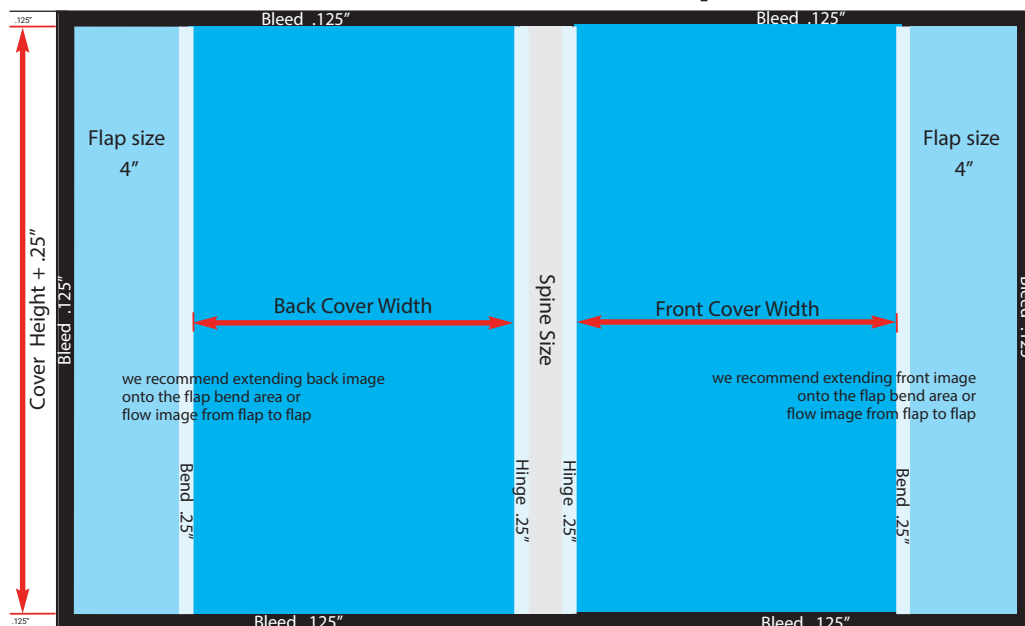 .125”
Bleed .125”
Bleed .125”
Flap size
4”
Flap size
4”
Cover Height + .25”
Bleed .125”
Back Cover Width
Spine Size
Front Cover Width
Bleed .125”
we recommend extending back image
onto the flap bend area or
flow image from flap to flap
we recommend extending front image
onto the flap bend area or
flow image from flap to flap
Bend .25”
Hinge .25”
Hinge .25”
Bend .25”
.125”
Bleed .125”
Bleed .125”